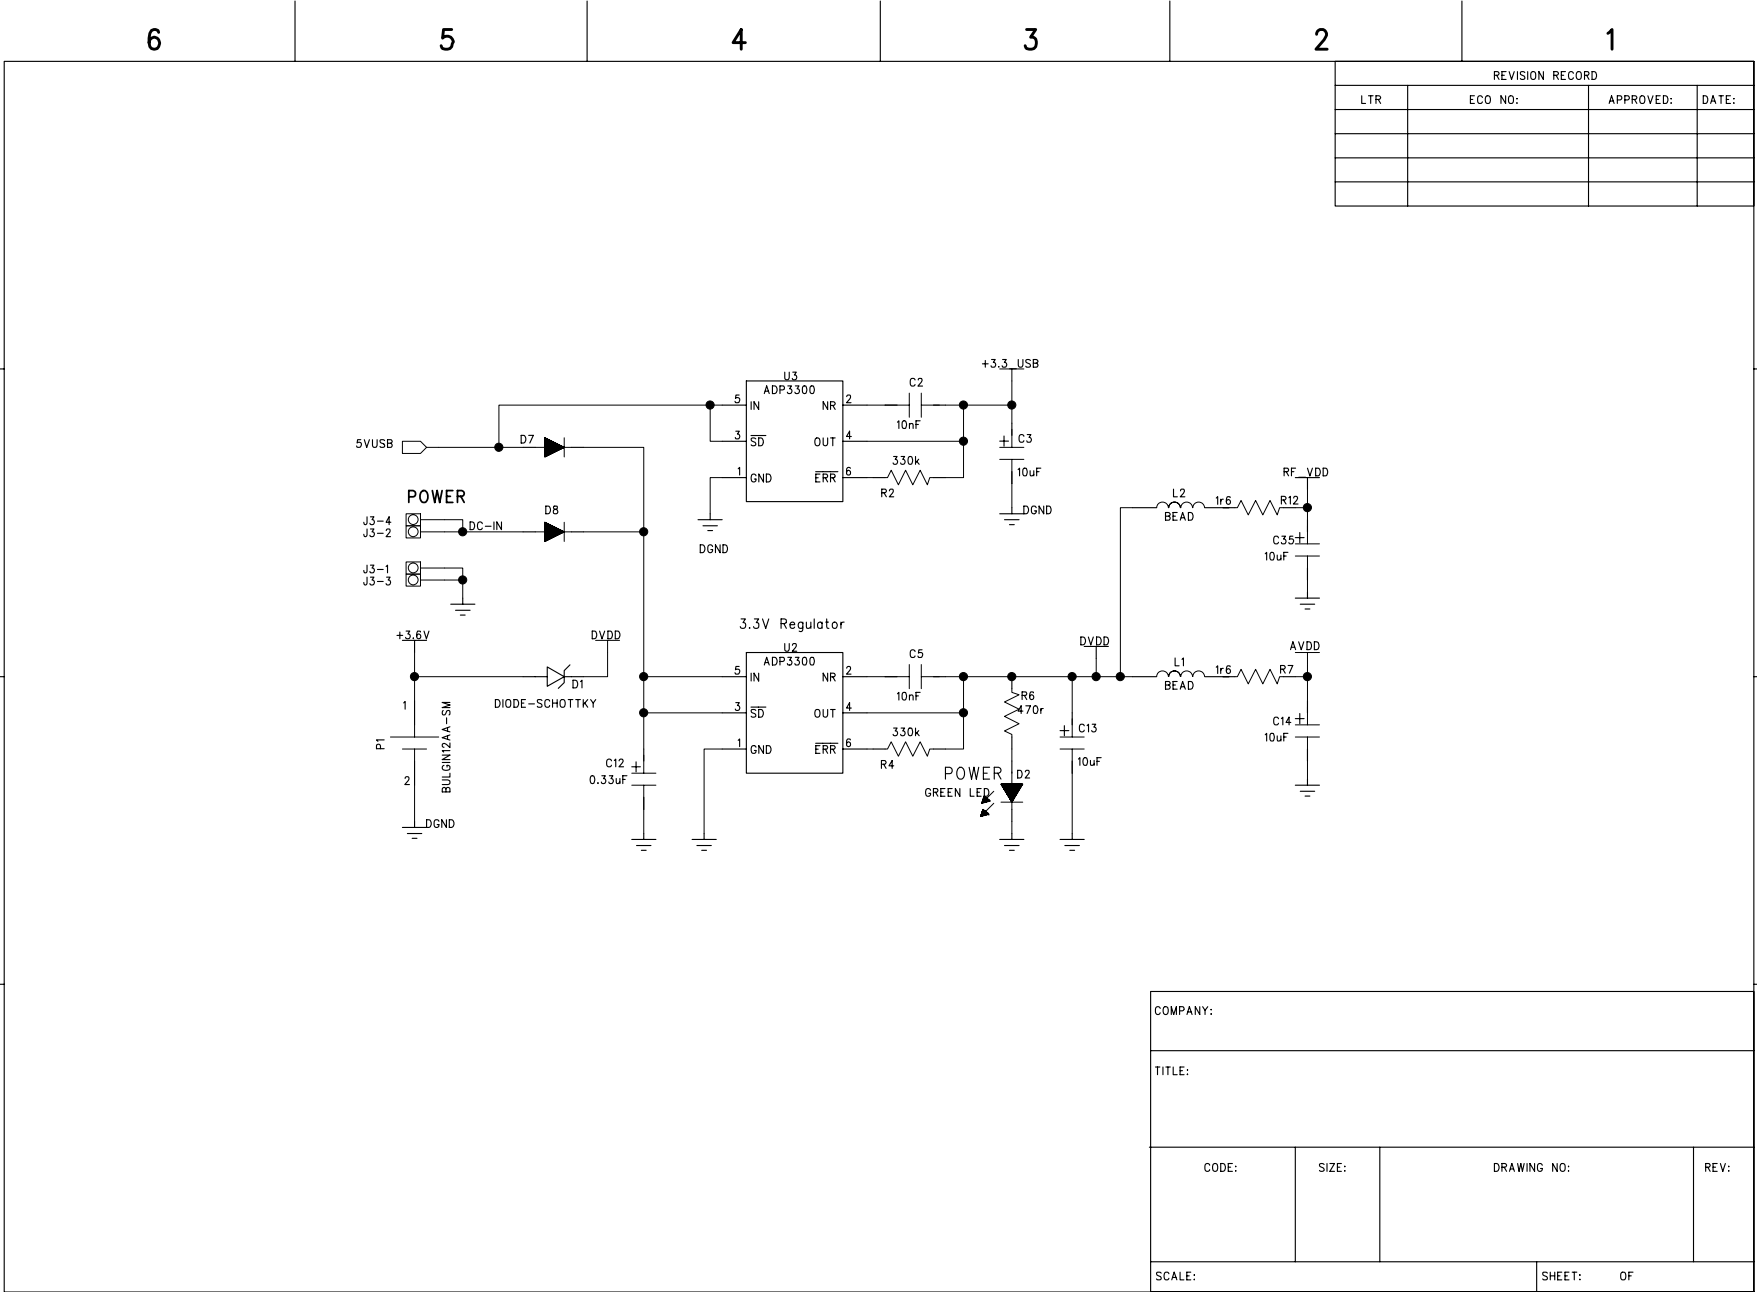 6 5 4 3 2 1
REVISION RECORD
LTR ECO NO: APPROVED: DATE:
+3.3 USB
U3
ADP3300
5 IN NR 2
C2
10nF
3 SD OUT 4
C3
10uF
1 GND ERR 6
330k
R2
DGND
DGND
5VUSB
D7
POWER
J3-4
J3-2
DC-IN
D8
J3-1
J3-3
RF_VDD
L2
BEAD
1r6
R12
C35
10uF
+3.6V
DVDD
D1
DIODE-SCHOTTKY
1
P1
2
BULGIN12AA-SM
DGND
3.3V Regulator
U2
ADP3300
5 IN NR 2
C5
10nF
3 SD OUT 4
1 GND ERR 6
330k
R4
C12
0.33uF
R6
470r
POWER
D2
GREEN LED
C13
10uF
DVDD
L1
BEAD
1r6
R7
AVDD
C14
10uF
COMPANY:
TITLE:
CODE: SIZE: DRAWING NO: REV:
SCALE: SHEET: OF